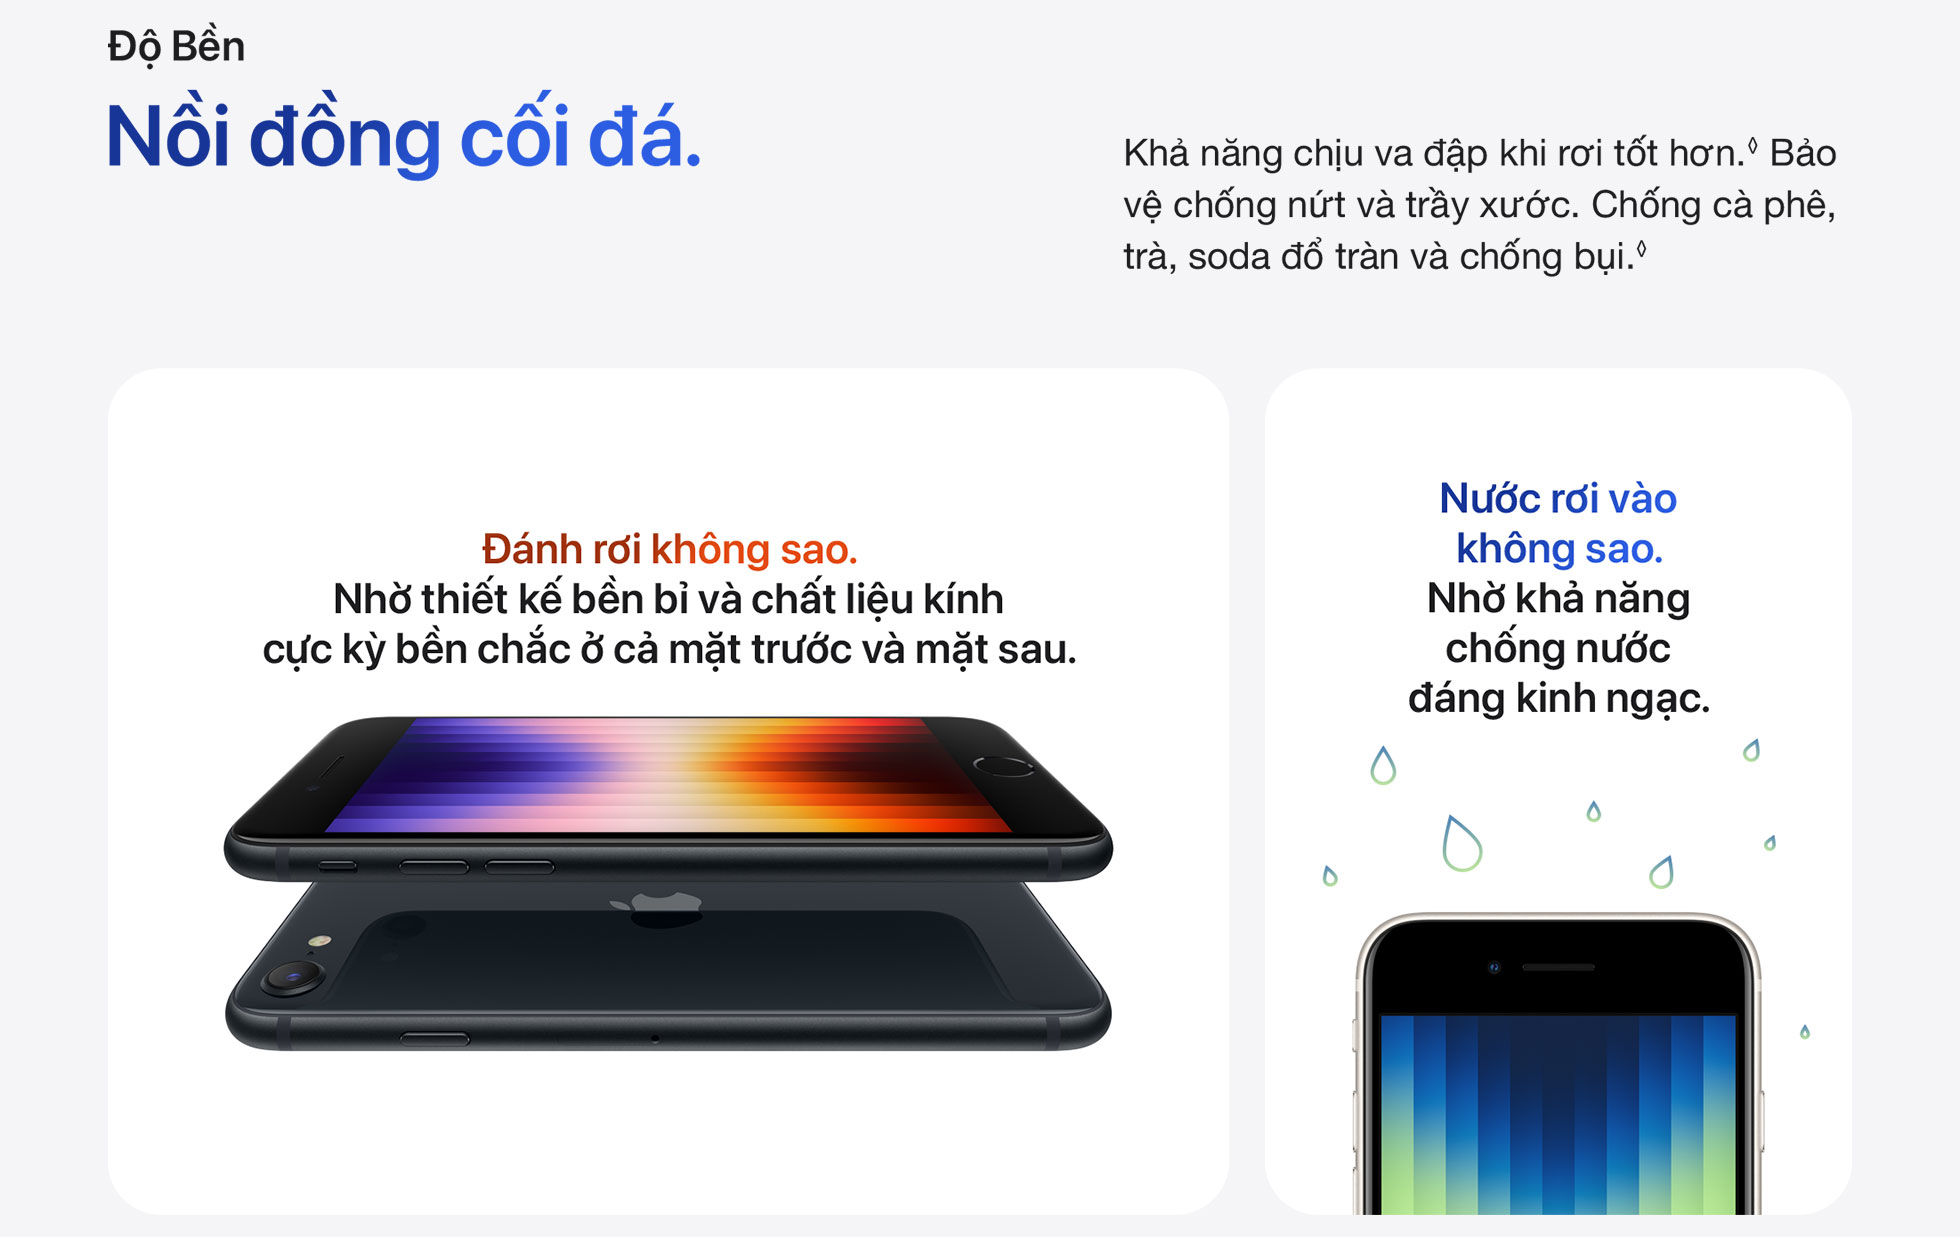 Độ Bền
Nồi đồng cối đá.
Khả năng chịu va đập khi rơi tốt hơn.◊ Bảo
vệ chống nứt và trầy xước. Chống cà phê,
trà, soda đổ tràn và chống bụi.◊
Đánh rơi không sao.
Nhờ thiết kế bền bỉ và chất liệu kính
cực kỳ bền chắc ở cả mặt trước và mặt sau.
Nước rơi vào
không sao.
Nhờ khả năng
chống nước
đáng kinh ngạc.